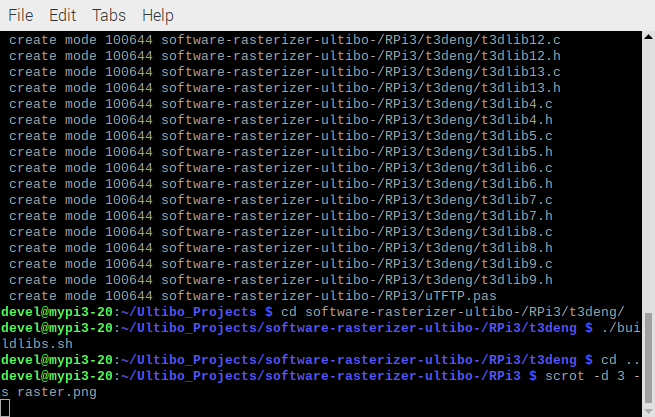 File Edit Tabs Help
create mode 100644 software-rasterizer-ultibo-/RPi3/t3deng/t3dlib12.c
create mode 100644 software-rasterizer-ultibo-/RPi3/t3deng/t3dlib12.h
create mode 100644 software-rasterizer-ultibo-/RPi3/t3deng/t3dlib13.c
create mode 100644 software-rasterizer-ultibo-/RPi3/t3deng/t3dlib13.h
create mode 100644 software-rasterizer-ultibo-/RPi3/t3deng/t3dlib4.c
create mode 100644 software-rasterizer-ultibo-/RPi3/t3deng/t3dlib4.h
create mode 100644 software-rasterizer-ultibo-/RPi3/t3deng/t3dlib5.c
create mode 100644 software-rasterizer-ultibo-/RPi3/t3deng/t3dlib5.h
create mode 100644 software-rasterizer-ultibo-/RPi3/t3deng/t3dlib6.c
create mode 100644 software-rasterizer-ultibo-/RPi3/t3deng/t3dlib6.h
create mode 100644 software-rasterizer-ultibo-/RPi3/t3deng/t3dlib7.c
create mode 100644 software-rasterizer-ultibo-/RPi3/t3deng/t3dlib7.h
create mode 100644 software-rasterizer-ultibo-/RPi3/t3deng/t3dlib8.c
create mode 100644 software-rasterizer-ultibo-/RPi3/t3deng/t3dlib8.h
create mode 100644 software-rasterizer-ultibo-/RPi3/t3deng/t3dlib9.c
create mode 100644 software-rasterizer-ultibo-/RPi3/t3deng/t3dlib9.h
create mode 100644 software-rasterizer-ultibo-/RPi3/uTFTP.pas
devel@mypi3-20:~/Ultibo_Projects $ cd software-rasterizer-ultibo-/RPi3/t3deng/
devel@mypi3-20:~/Ultibo_Projects/software-rasterizer-ultibo-/RPi3/t3deng $ ./bui
ldlibs.sh
devel@mypi3-20:~/Ultibo_Projects/software-rasterizer-ultibo-/RPi3/t3deng $ cd ..
devel@mypi3-20:~/Ultibo_Projects/software-rasterizer-ultibo-/RPi3 $ scrot -d 3 -
s raster.png